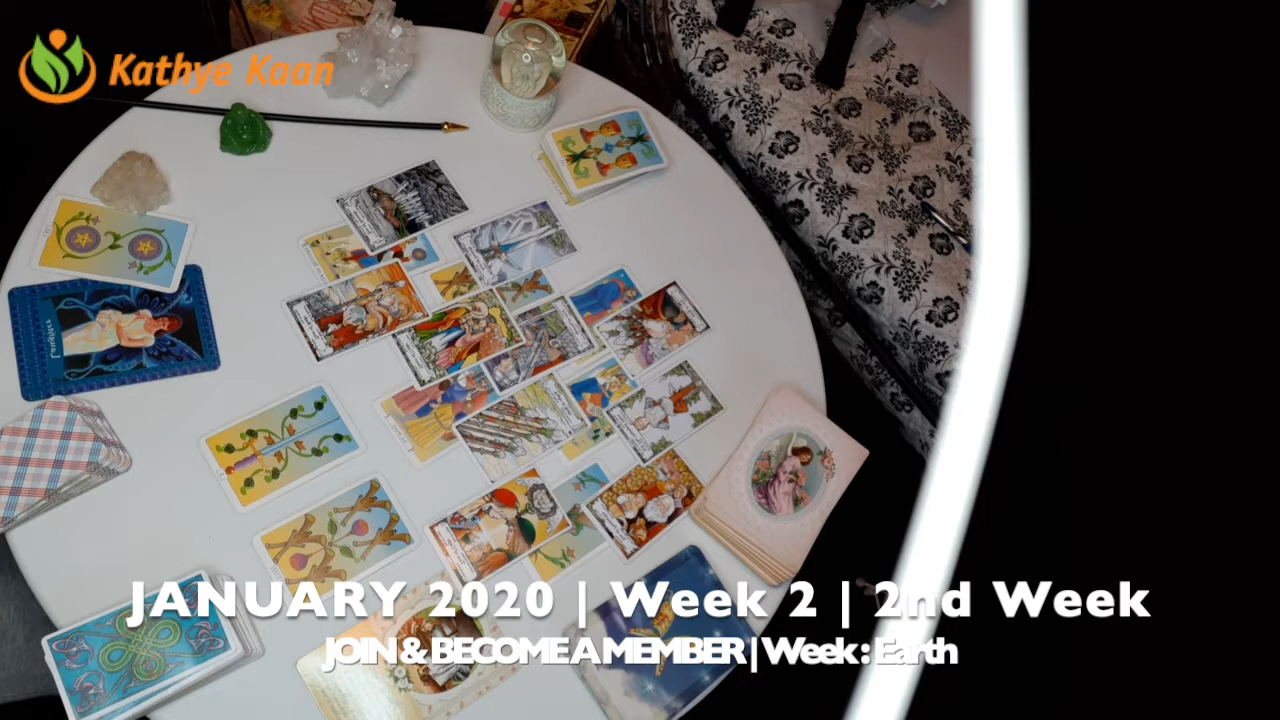 Kathye Kaan
JANUARY 2020 | Week 2 | 2nd Week
JOIN & BECOME A MEMBER | Week : Earth